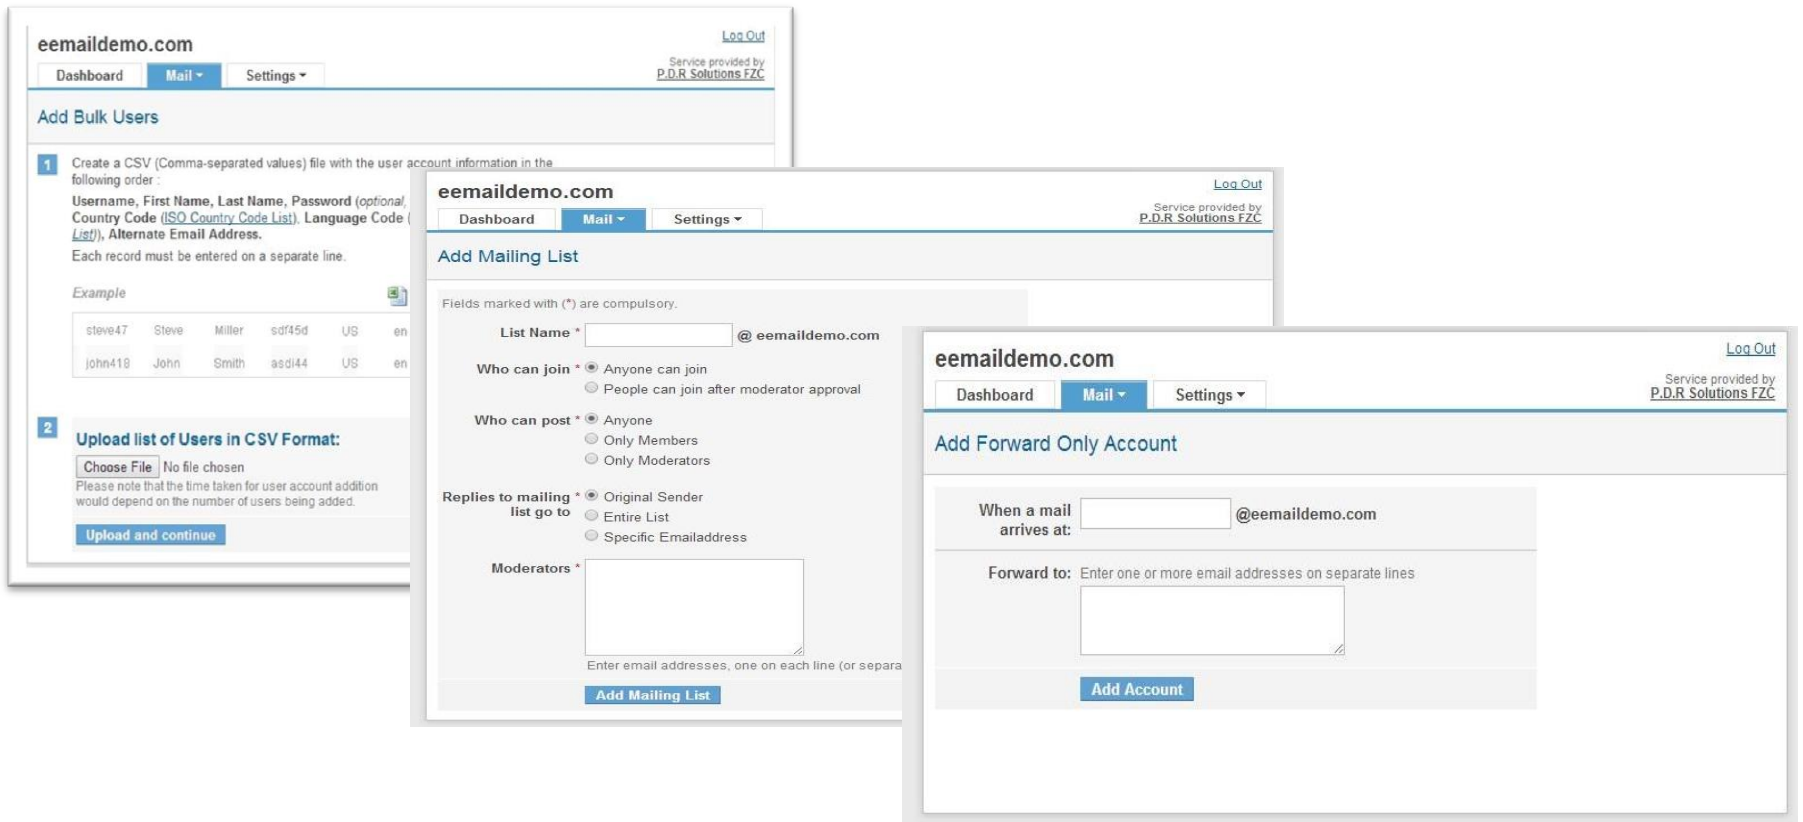 eemaildemo.com
Log Out
Service provided by
P.D.R Solutions FZC
Dashboard Mail Settings
Add Bulk Users
1 Create a CSV (Comma-separated values) file with the user account information in the
following order :
Username, First Name, Last Name, Password (optional,
Country Code (ISO Country Code List), Language Code (
List)), Alternate Email Address.
Each record must be entered on a separate line.
Example
steve47 Steve Miller sdf45d US en
john418 John Smith asdl44 US en
2 Upload list of Users in CSV Format:
Choose File No file chosen
Please note that the time taken for user account addition
would depend on the number of users being added.
Upload and continue
eemaildemo.com
Log Out
Service provided by
P.D.R Solutions FZC
Dashboard Mail Settings
Add Mailing List
Fields marked with (*) are compulsory.
List Name * @ eemaildemo.com
Who can join * Anyone can join
People can join after moderator approval
Who can post * Anyone
Only Members
Only Moderators
Replies to mailing * Original Sender
list go to Entire List
Specific Emailaddress
Moderators *
Enter email addresses, one on each line (or separa
Add Mailing List
eemaildemo.com
Log Out
Service provided by
P.D.R Solutions FZC
Dashboard Mail Settings
Add Forward Only Account
When a mail @eemaildemo.com
arrives at:
Forward to: Enter one or more email addresses on separate lines
Add Account